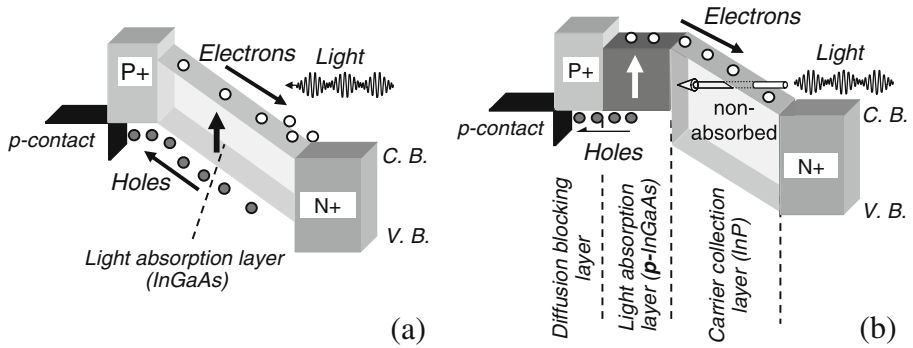 Electrons
Light
P+
p-contact
Holes
C. B.
N+
V. B.
Light absorption layer
(InGaAs)
(a)
Electrons
Light
P+
p-contact
non-
absorbed
Holes
C. B.
N+
V. B.
Diffusion blocking
layer
Light absorption
layer (p-InGaAs)
Carrier collection
layer (InP)
(b)